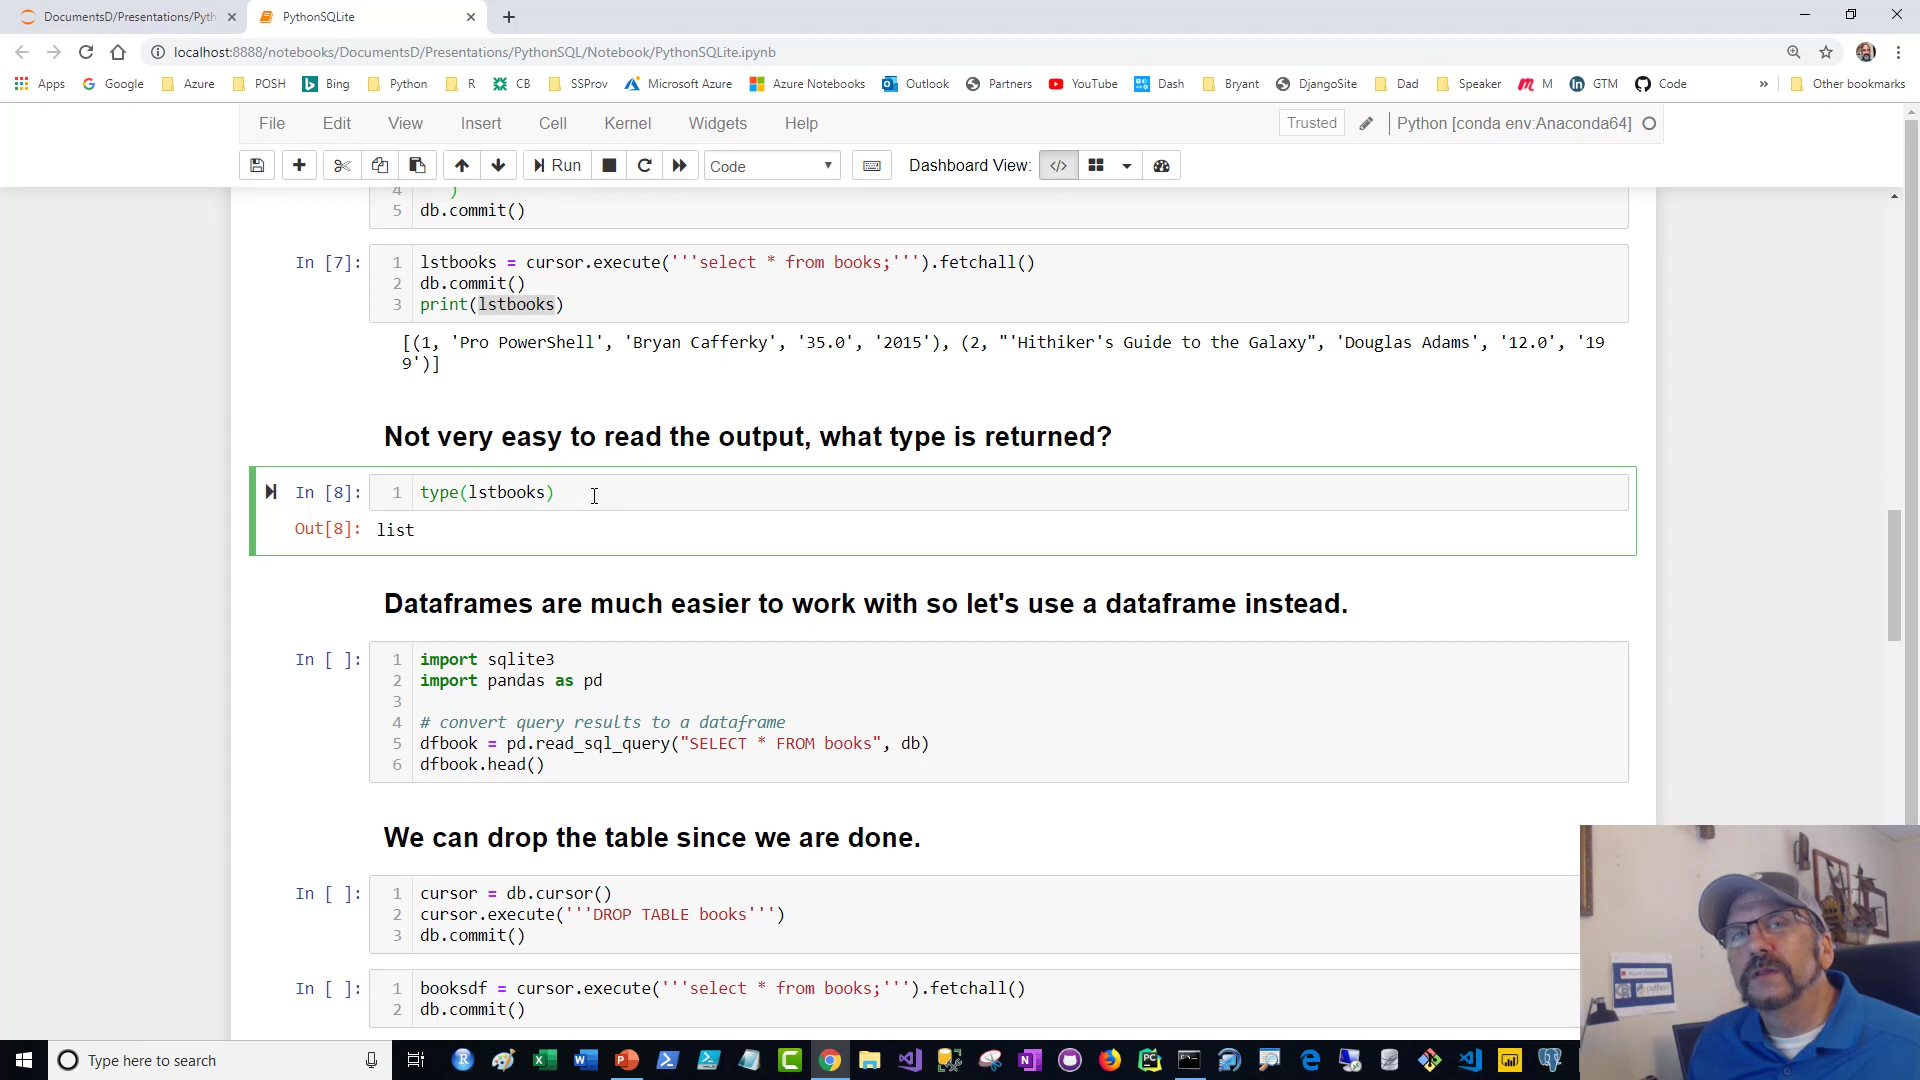 DocumentsD/Presentations/Pyth
PythonSQLite
localhost:8888/notebooks/DocumentsD/Presentations/PythonSQL/Notebook/PythonSQLite.ipynb
Apps Google Azure POSH Bing Python R CB SSProv Microsoft Azure Azure Notebooks Outlook Partners YouTube Dash Bryant DjangoSite Dad Speaker M GTM Code » Other bookmarks
File Edit View Insert Cell Kernel Widgets Help Trusted Python [conda env:Anaconda64]
Run Code Dashboard View:
4 )
5 db.commit()
In [7]: 1 lstbooks = cursor.execute('''select * from books;''').fetchall()
2 db.commit()
3 print(lstbooks)
[(1, 'Pro PowerShell', 'Bryan Cafferky', '35.0', '2015'), (2, "'Hithiker's Guide to the Galaxy", 'Douglas Adams', '12.0', '19
9')]
Not very easy to read the output, what type is returned?
In [8]: 1 type(lstbooks)
Out[8]: list
Dataframes are much easier to work with so let's use a dataframe instead.
In [ ]: 1 import sqlite3
2 import pandas as pd
3
4 # convert query results to a dataframe
5 dfbook = pd.read_sql_query("SELECT * FROM books", db)
6 dfbook.head()
We can drop the table since we are done.
In [ ]: 1 cursor = db.cursor()
2 cursor.execute('''DROP TABLE books''')
3 db.commit()
In [ ]: 1 booksdf = cursor.execute('''select * from books;''').fetchall()
2 db.commit()
Type here to search